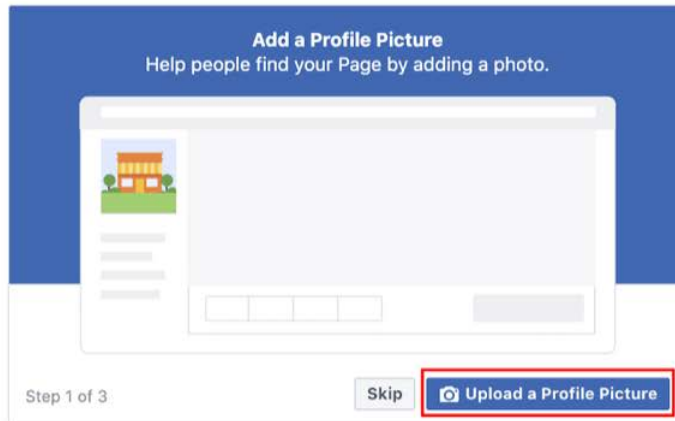 Add a Profile Picture
Help people find your Page by adding a photo.
Step 1 of 3
Skip
Upload a Profile Picture